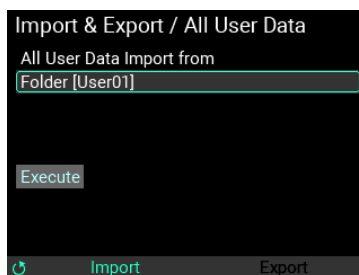 Import & Export / All User Data
All User Data Import from
Folder [User01]
Execute
Import Export